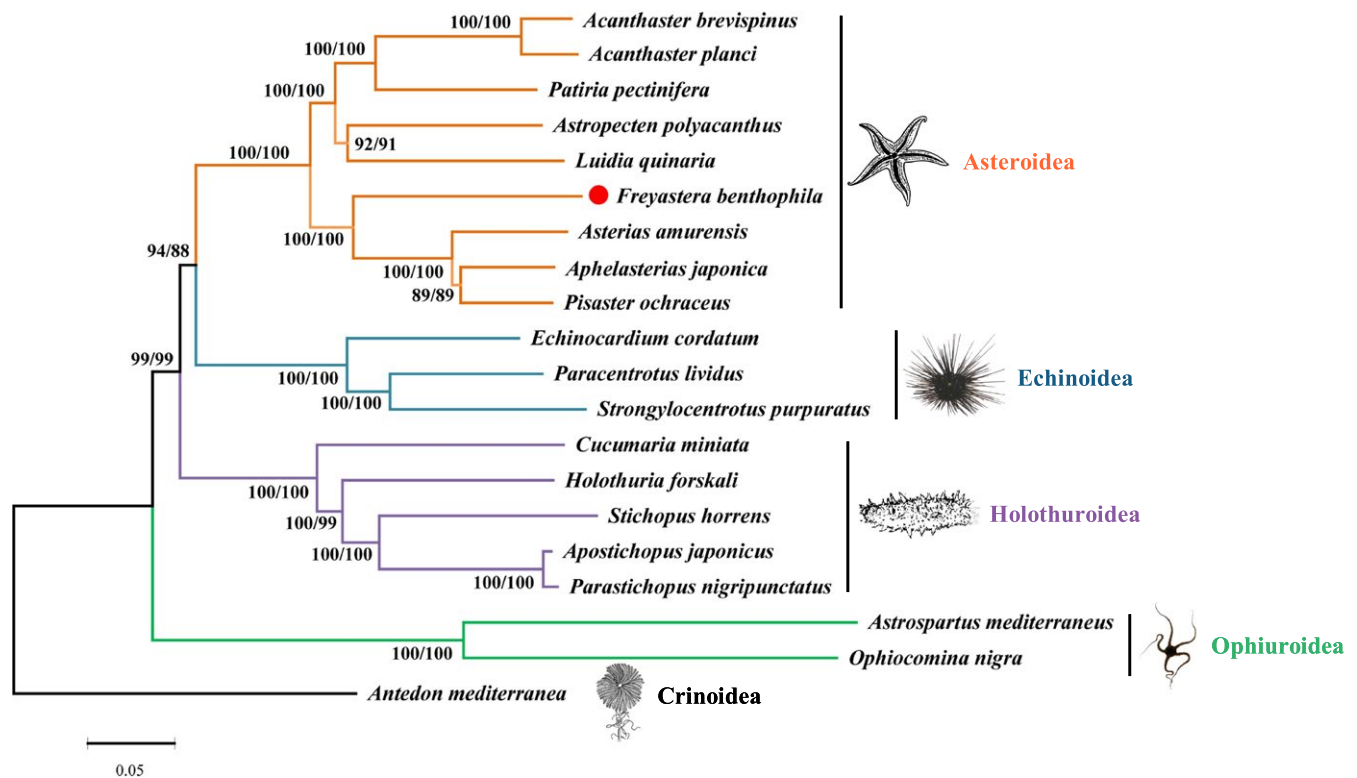 100/100
Acanthaster brevispinus
100/100
Acanthaster planci
100/100
Patiria pectinifera
Astropecten polyacanthus
92/91
100/100
Luidia quinaria
Asteroidea
Freyastera benthophila
100/100
Asterias amurensis
94/88
100/100
Aphelasterias japonica
89/89
Pisaster ochraceus
Echinocardium cordatum
99/99
100/100
Paracentrotus lividus
Echinoidea
100/100
Strongylocentrotus purpuratus
Cucumaria miniata
100/100
Holothuria forskali
100/99
Stichopus horrens
Holothuroidea
100/100
Apostichopus japonicus
100/100
Parastichopus nigripunctatus
Astrospartus mediterraneus
Ophiuroidea
100/100
Ophiocomina nigra
Antedon mediterranea
Crinoidea
0.05